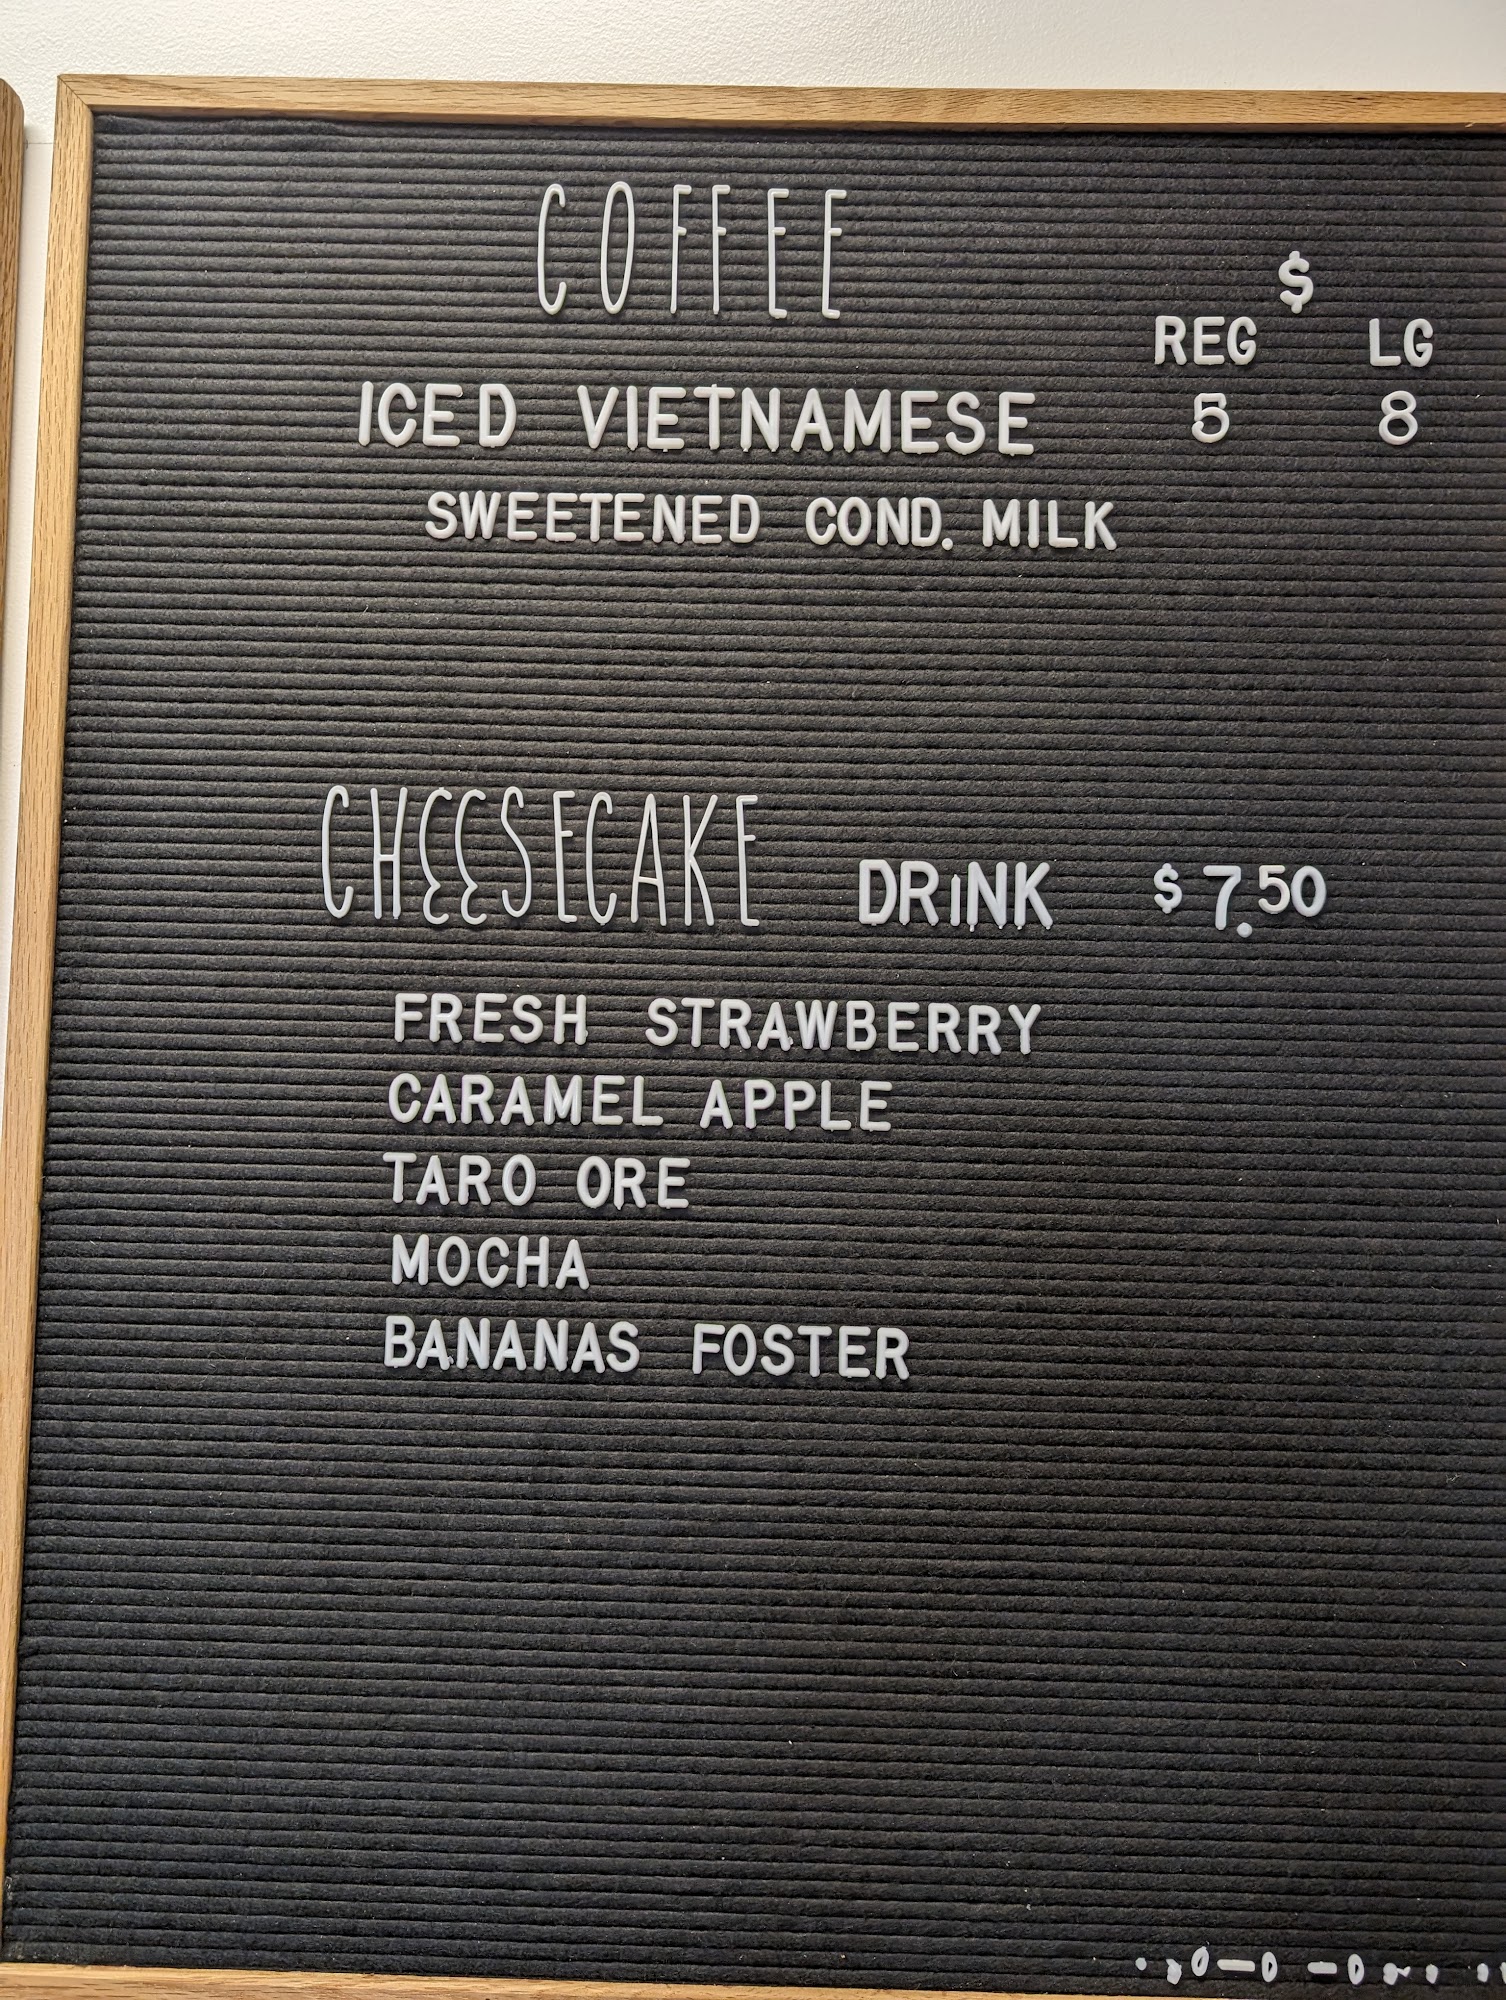 COFFEE
$
REG LG
ICED VIETNAMESE 5 8
SWEETENED COND. MILK
CHEESECAKE DRINK $7.50
FRESH STRAWBERRY
CARAMEL APPLE
TARO ORE
MOCHA
BANANAS FOSTER